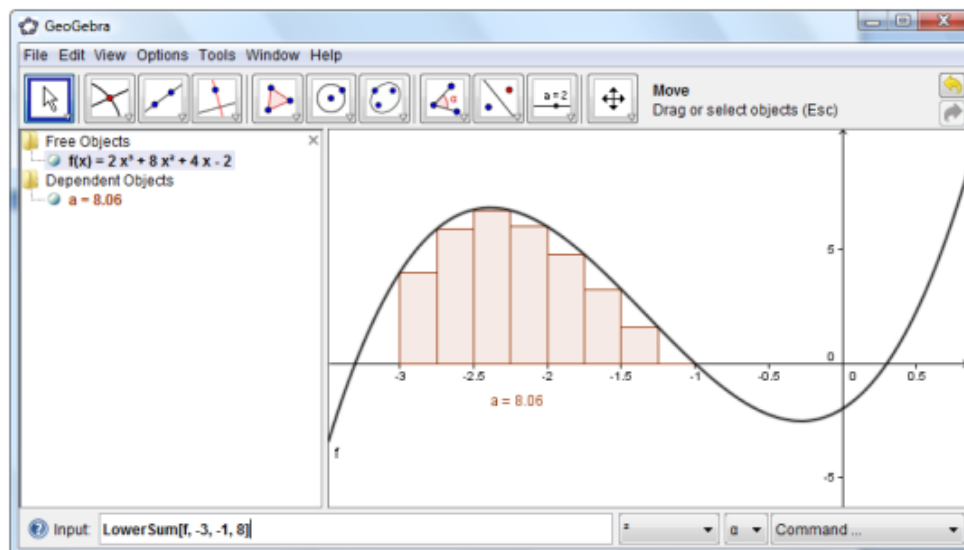 GeoGebra
File Edit View Options Tools Window Help
α
a = 2
Move
Drag or select objects (Esc)
Free Objects
f(x) = 2 x³ + 8 x² + 4 x - 2
Dependent Objects
a = 8.06
5
0
-3 -2.5 -2 -1.5 -1 -0.5 0 0.5
a = 8.06
f
-5
Input: LowerSum[f, -3, -1, 8] ² α Command ...